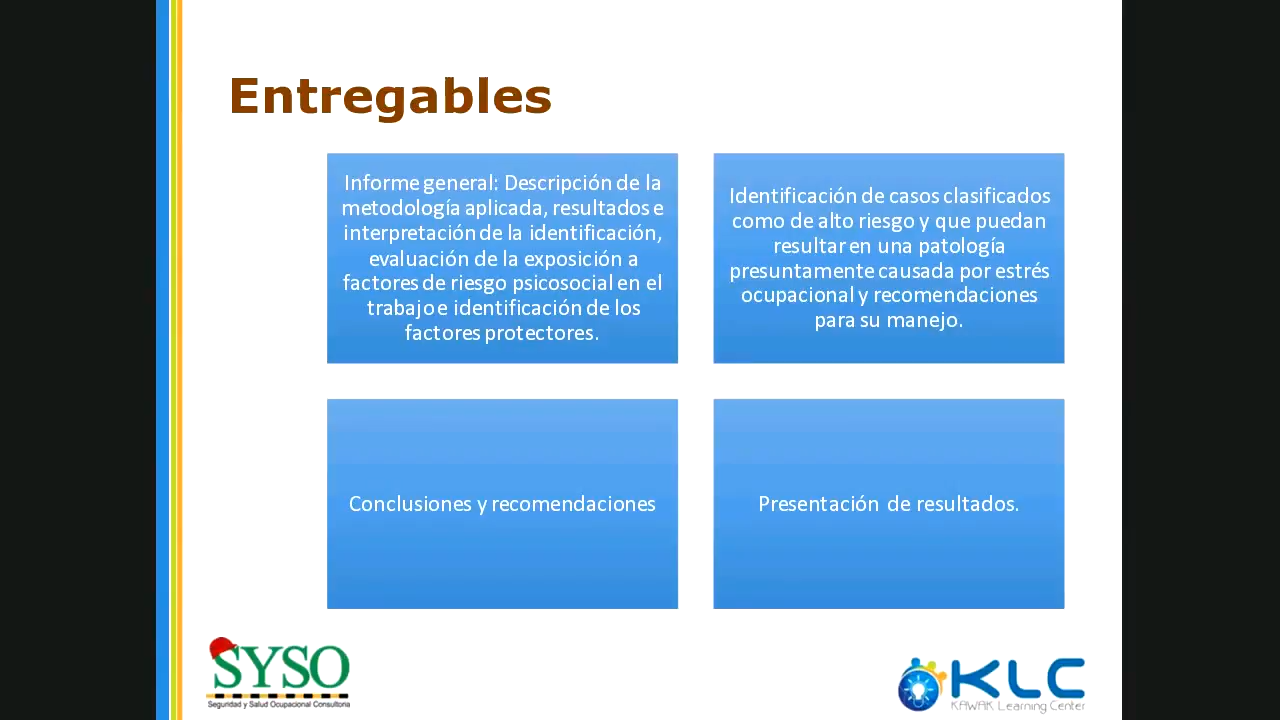 Entregables
Informe general: Descripción de la
metodología aplicada, resultados e
interpretación de la identificación,
evaluación de la exposición a
factores de riesgo psicosocial en el
trabajo e identificación de los
factores protectores.
Identificación de casos clasificados
como de alto riesgo y que puedan
resultar en una patología
presuntamente causada por estrés
ocupacional y recomendaciones
para su manejo.
Conclusiones y recomendaciones
Presentación de resultados.
SYSO
Seguridad y Salud Ocupacional Consultoria
KLC
KAWAK Learning Center